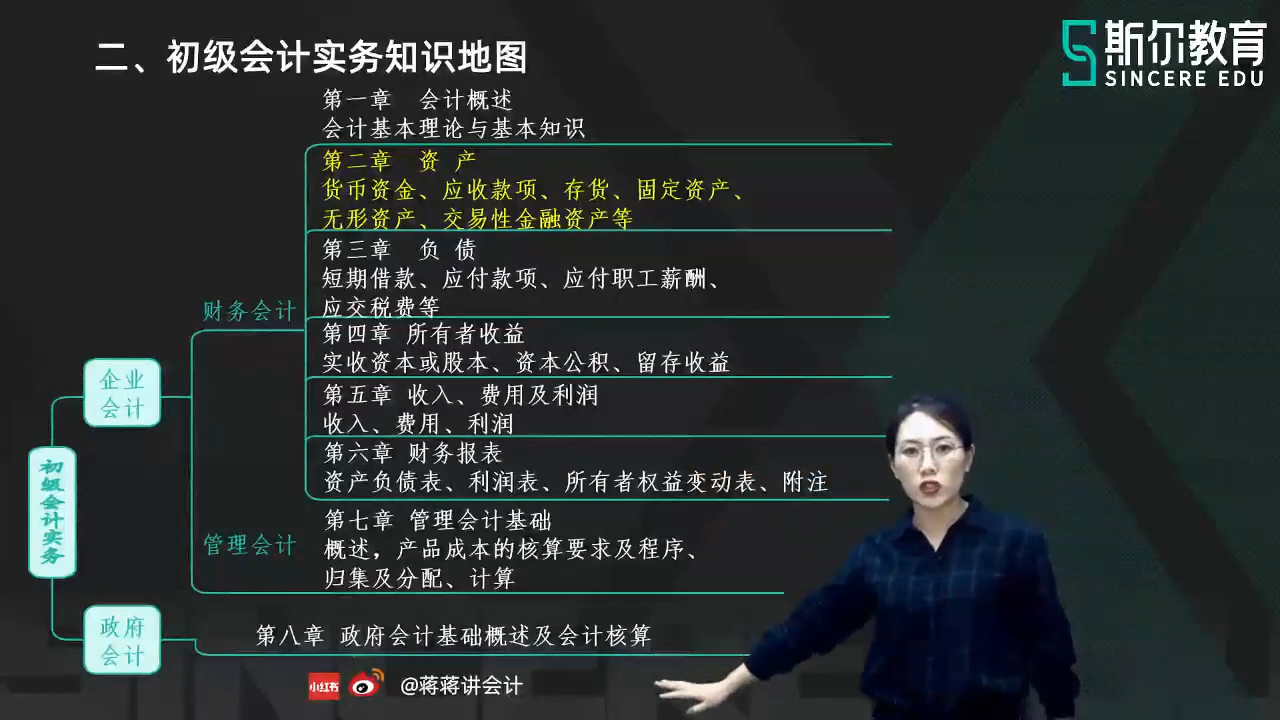 二、初级会计实务知识地图
斯尔教育
SINCERE EDU
第一章 会计概述
会计基本理论与基本知识
第二章 资 产
货币资金、应收款项、存货、固定资产、
无形资产、交易性金融资产等
第三章 负 债
短期借款、应付款项、应付职工薪酬、
应交税费等
财务会计
第四章 所有者收益
实收资本或股本、资本公积、留存收益
企业
会计
第五章 收入、费用及利润
收入、费用、利润
第六章 财务报表
资产负债表、利润表、所有者权益变动表、附注
初级会计实务
第七章 管理会计基础
管理会计
概述，产品成本的核算要求及程序、
归集及分配、计算
政府
会计
第八章 政府会计基础概述及会计核算
小红书
@蒋蒋讲会计